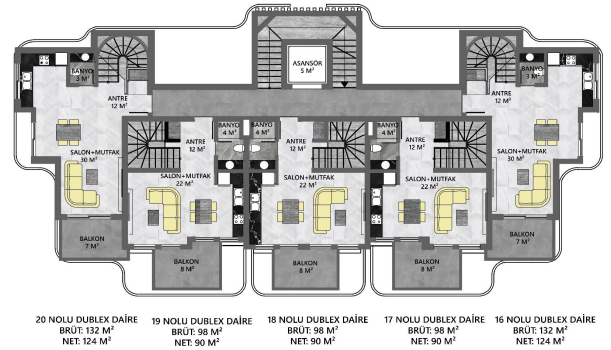 ASANSÖR
5 M²
BANYO
3 M²
ANTRE
12 M²
SALON+MUTFAK
30 M²
BALKON
7 M²
BANYO
4 M²
ANTRE
12 M²
SALON+MUTFAK
22 M²
BALKON
8 M²
BANYO
4 M²
ANTRE
12 M²
SALON+MUTFAK
22 M²
BALKON
8 M²
BANYO
4 M²
ANTRE
12 M²
SALON+MUTFAK
22 M²
BALKON
8 M²
BANYO
3 M²
ANTRE
12 M²
SALON+MUTFAK
30 M²
BALKON
7 M²
20 NOLU DUBLEX DAİRE
BRÜT: 132 M²
NET: 124 M²
19 NOLU DUBLEX DAİRE
BRÜT: 98 M²
NET: 90 M²
18 NOLU DUBLEX DAİRE
BRÜT: 98 M²
NET: 90 M²
17 NOLU DUBLEX DAİRE
BRÜT: 98 M²
NET: 90 M²
16 NOLU DUBLEX DAİRE
BRÜT: 132 M²
NET: 124 M²